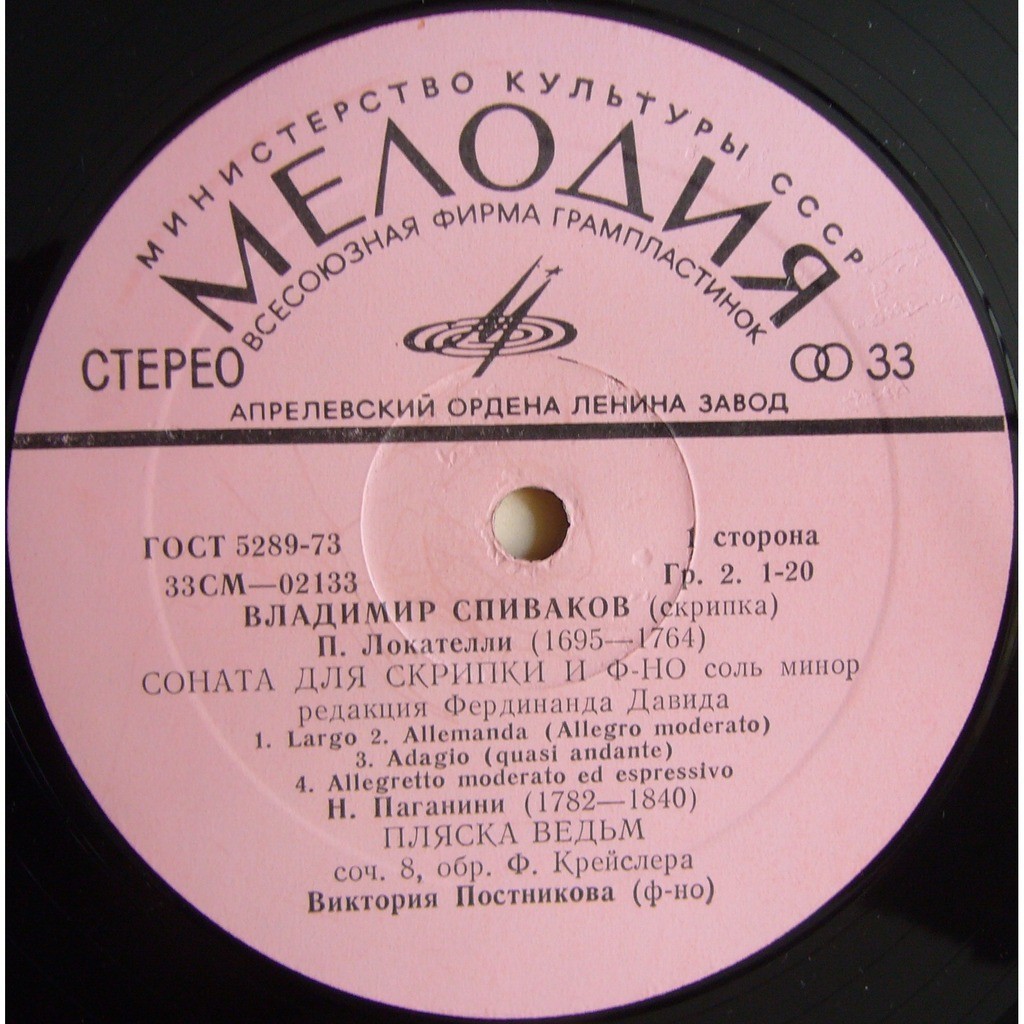 МИНИСТЕРСТВО КУЛЬТУРЫ СССР
МЕЛОДИЯ
ВСЕСОЮЗНАЯ ФИРМА ГРАМПЛАСТИНОК
СТЕРЕО
33
АПРЕЛЕВСКИЙ ОРДЕНА ЛЕНИНА ЗАВОД
ГОСТ 5289-73
1 сторона
33СМ—02133
Гр. 2. 1-20
ВЛАДИМИР СПИВАКОВ (скрипка)
П. Локателли (1695—1764)
СОНАТА ДЛЯ СКРИПКИ И Ф-НО соль минор
редакция Фердинанда Давида
1. Largo 2. Allemanda (Allegro moderato)
3. Adagio (quasi andante)
4. Allegretto moderato ed espressivo
Н. Паганини (1782—1840)
ПЛЯСКА ВЕДЬМ
соч. 8, обр. Ф. Крейслера
Виктория Постникова (ф-но)